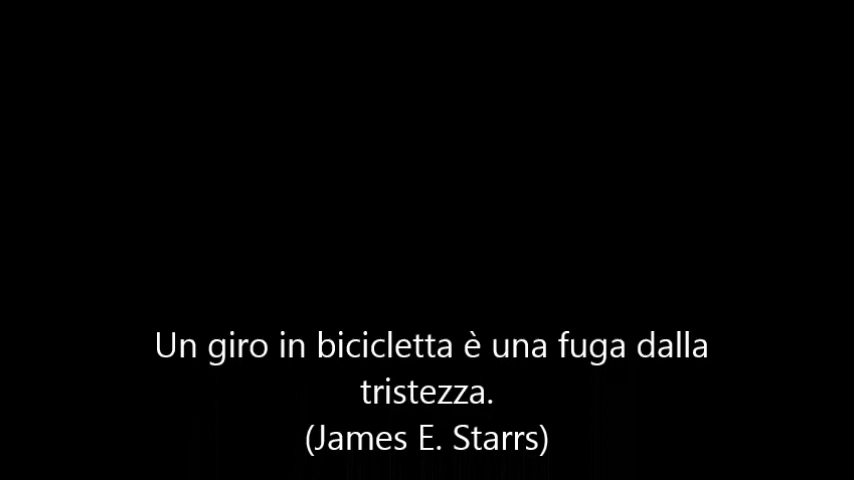 Un giro in bicicletta è una fuga dalla
tristezza.
(James E. Starrs)